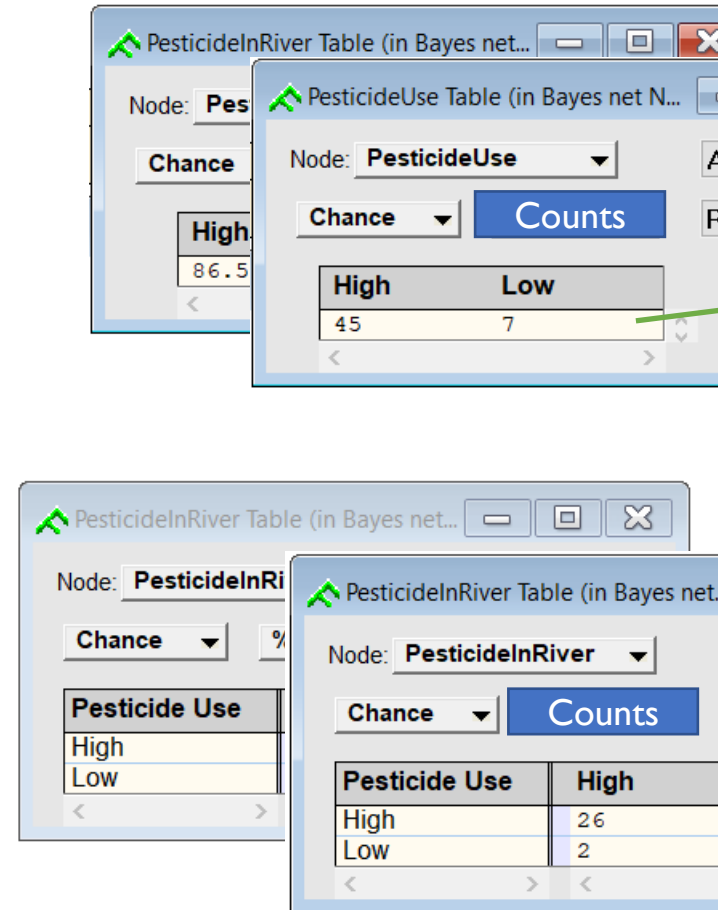 PesticideInRiver Table (in Bayes net...
PesticideUse Table (in Bayes net N...
Node: Pes
Node: PesticideUse
Chance
Chance Counts
High
86.5
High Low
45 7
PesticideInRiver Table (in Bayes net...
PesticideInRiver Table (in Bayes net.
Node: PesticideInRi
Node: PesticideInRiver
Chance %
Chance Counts
Pesticide Use
High
Low
Pesticide Use High
High 26
Low 2